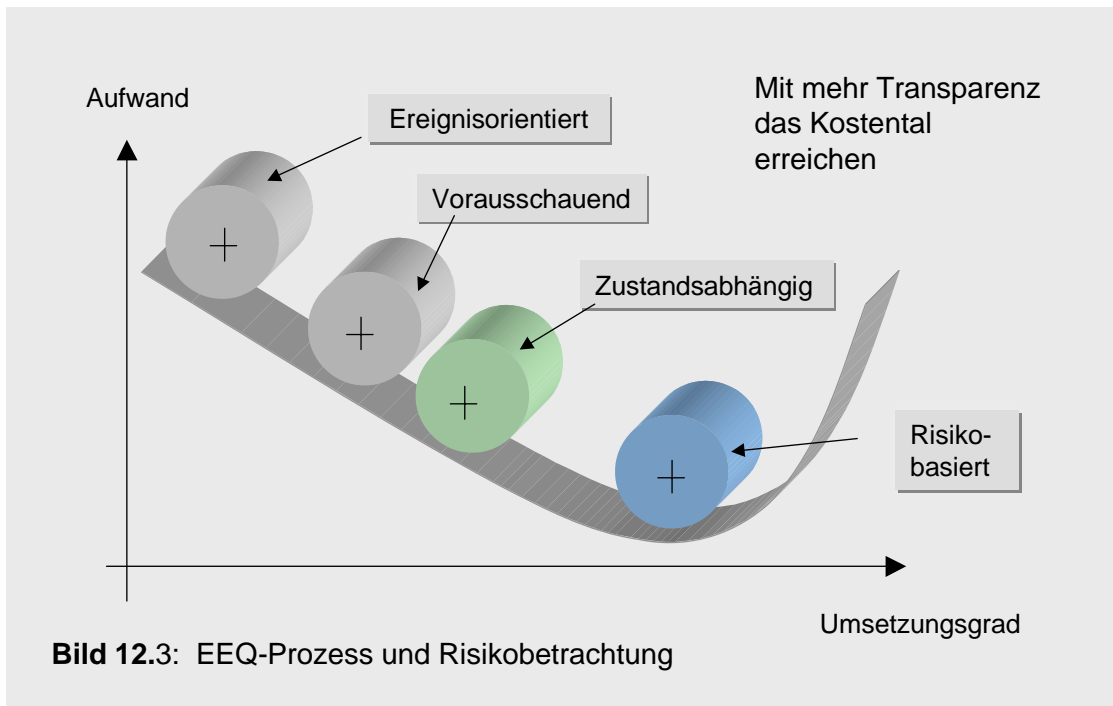 Aufwand
Mit mehr Transparenz
das Kostental
erreichen
Ereignisorientiert
Vorausschauend
Zustandsabhängig
Risiko-
basiert
Umsetzungsgrad
Bild 12.3: EEQ-Prozess und Risikobetrachtung